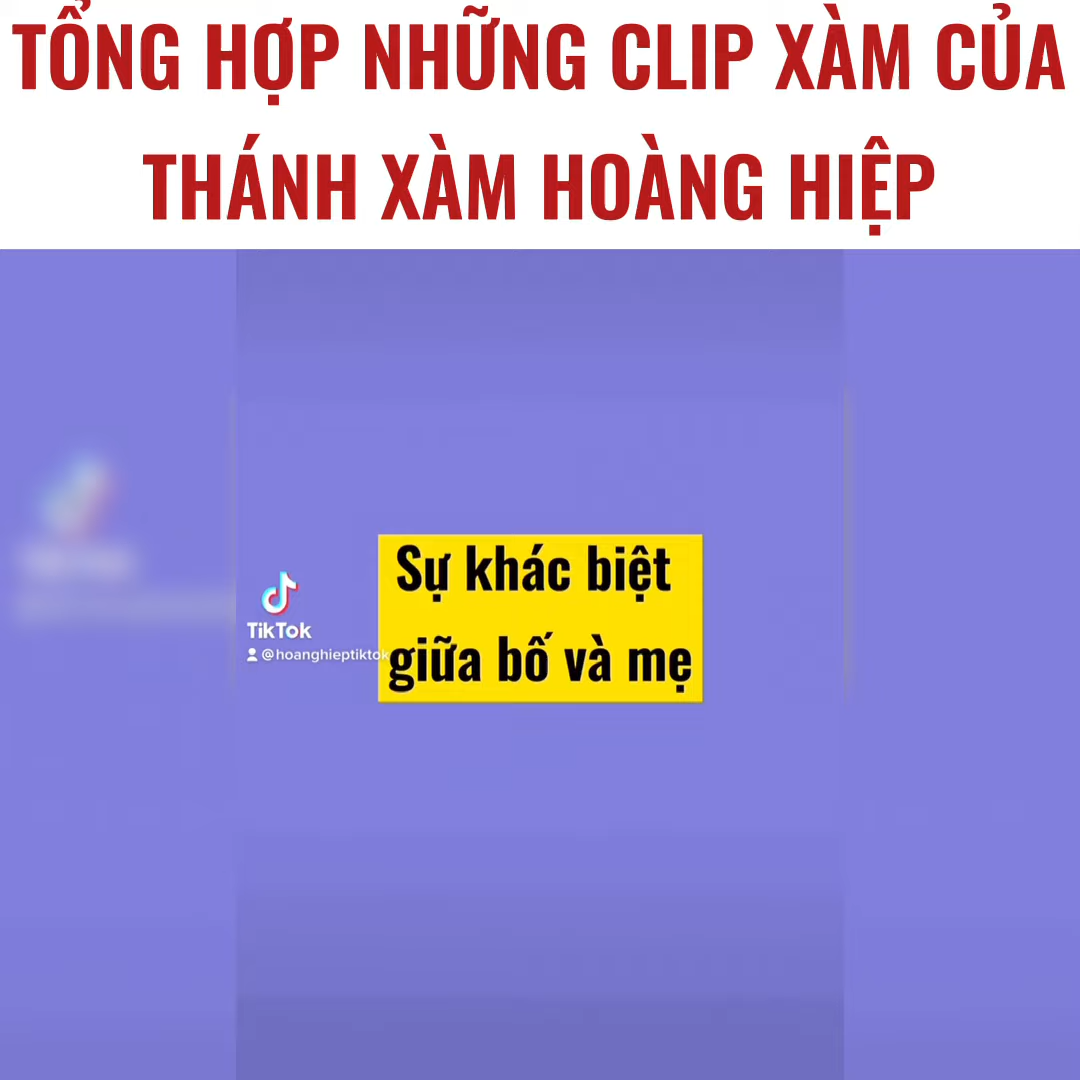 TỔNG HỢP NHỮNG CLIP XÀM CỦA
THÁNH XÀM HOÀNG HIỆP
Sự khác biệt
giữa bố và mẹ
TikTok
@hoanghieptiktok